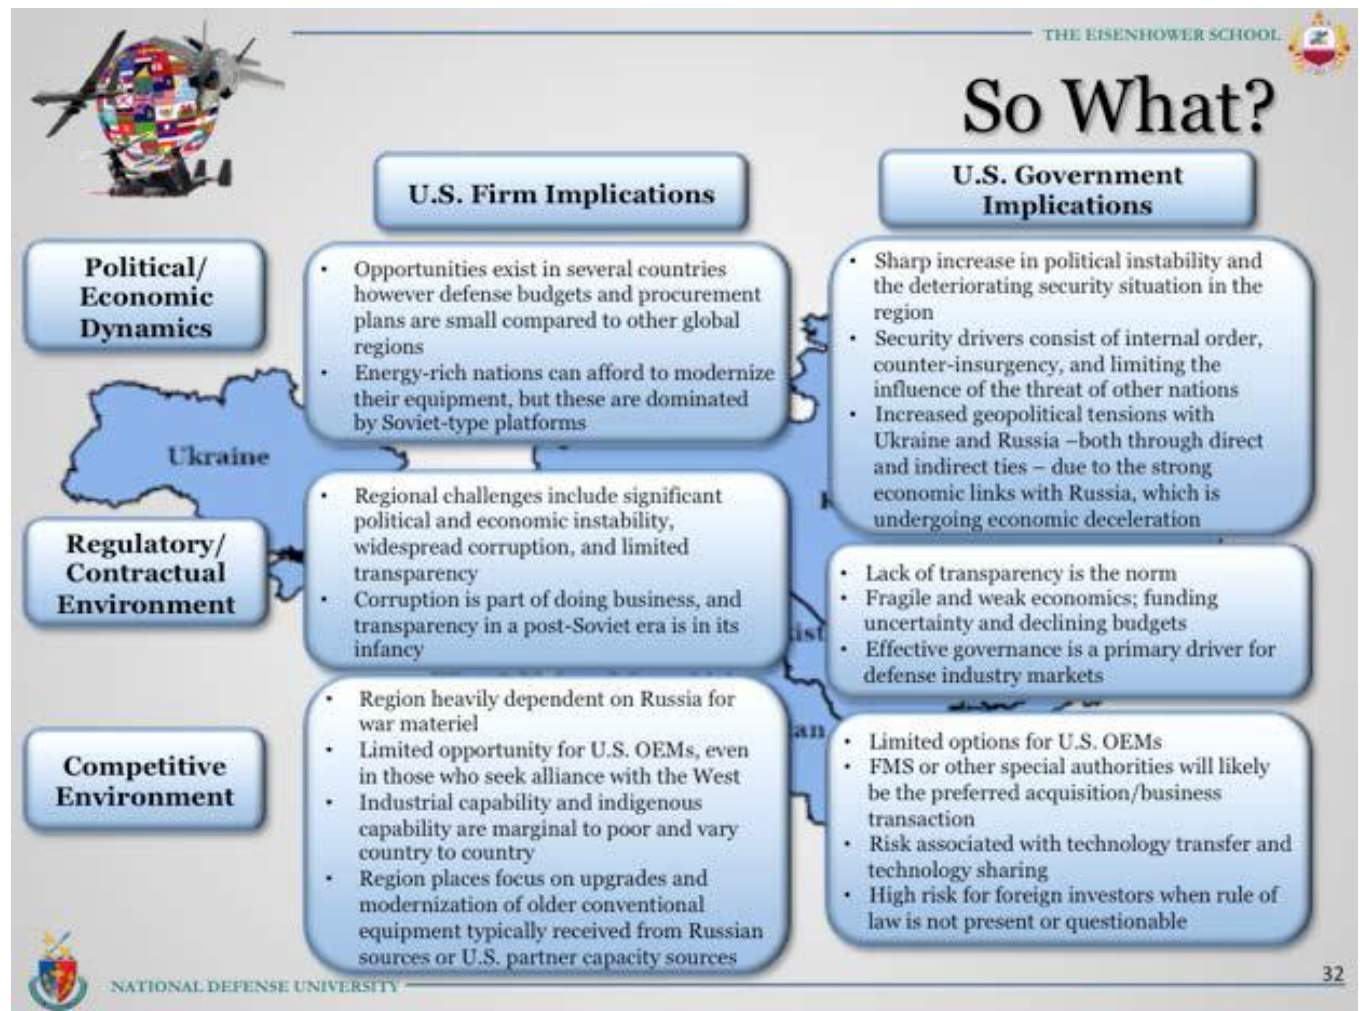 THE EISENHOWER SCHOOL
So What?
U.S. Firm Implications
U.S. Government
Implications
Political/
Economic
Dynamics
• Opportunities exist in several countries
however defense budgets and procurement
plans are small compared to other global
regions
• Energy-rich nations can afford to modernize
their equipment, but these are dominated
by Soviet-type platforms
• Sharp increase in political instability and
the deteriorating security situation in the
region
• Security drivers consist of internal order,
counter-insurgency, and limiting the
influence of the threat of other nations
• Increased geopolitical tensions with
Ukraine and Russia –both through direct
and indirect ties – due to the strong
economic links with Russia, which is
undergoing economic deceleration
Ukraine
Regulatory/
Contractual
Environment
• Regional challenges include significant
political and economic instability,
widespread corruption, and limited
transparency
• Corruption is part of doing business, and
transparency in a post-Soviet era is in its
infancy
• Lack of transparency is the norm
• Fragile and weak economics; funding
uncertainty and declining budgets
• Effective governance is a primary driver for
defense industry markets
Competitive
Environment
• Region heavily dependent on Russia for
war materiel
• Limited opportunity for U.S. OEMs, even
in those who seek alliance with the West
• Industrial capability and indigenous
capability are marginal to poor and vary
country to country
• Region places focus on upgrades and
modernization of older conventional
equipment typically received from Russian
sources or U.S. partner capacity sources
• Limited options for U.S. OEMs
• FMS or other special authorities will likely
be the preferred acquisition/business
transaction
• Risk associated with technology transfer and
technology sharing
• High risk for foreign investors when rule of
law is not present or questionable
NATIONAL DEFENSE UNIVERSITY
32